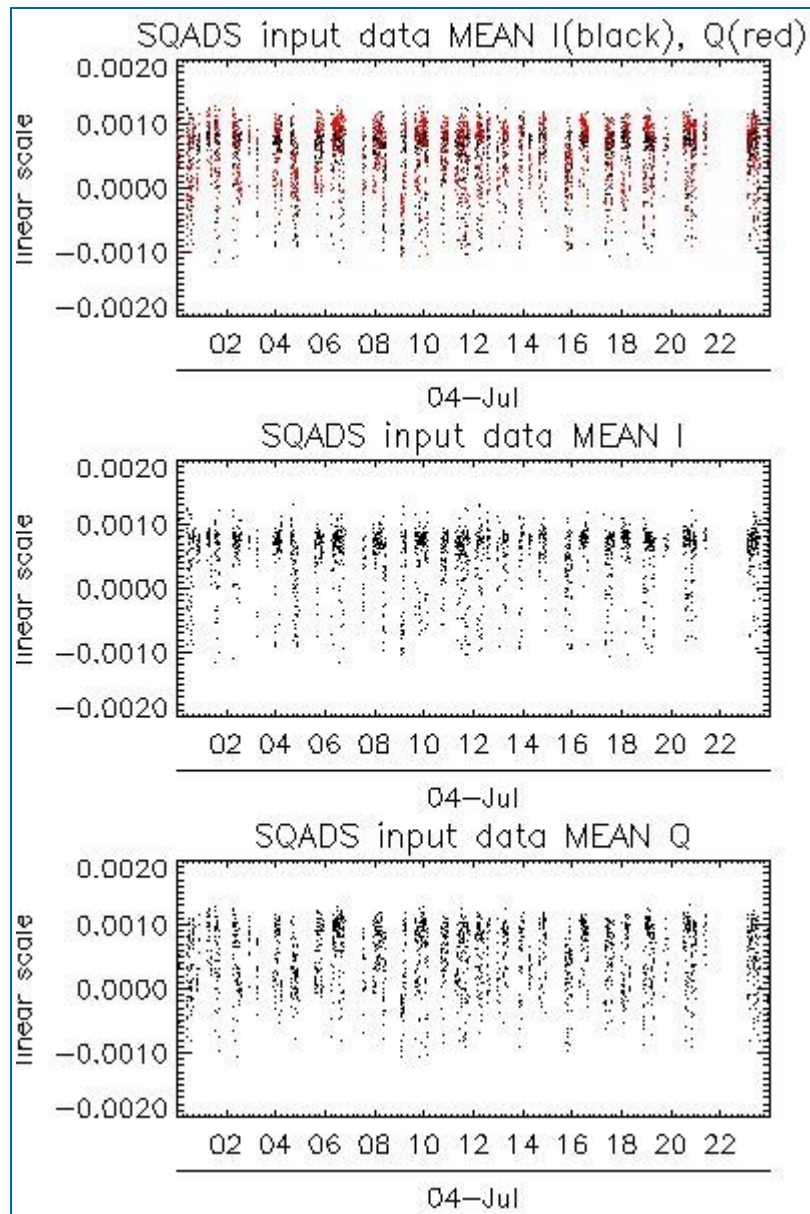 SQADS input data MEAN I(black), Q(red)
0.0020
0.0010
0.0000
−0.0010
−0.0020
linear scale
02 04 06 08 10 12 14 16 18 20 22
04−Jul
SQADS input data MEAN I
0.0020
0.0010
0.0000
−0.0010
−0.0020
linear scale
02 04 06 08 10 12 14 16 18 20 22
04−Jul
SQADS input data MEAN Q
0.0020
0.0010
0.0000
−0.0010
−0.0020
linear scale
02 04 06 08 10 12 14 16 18 20 22
04−Jul